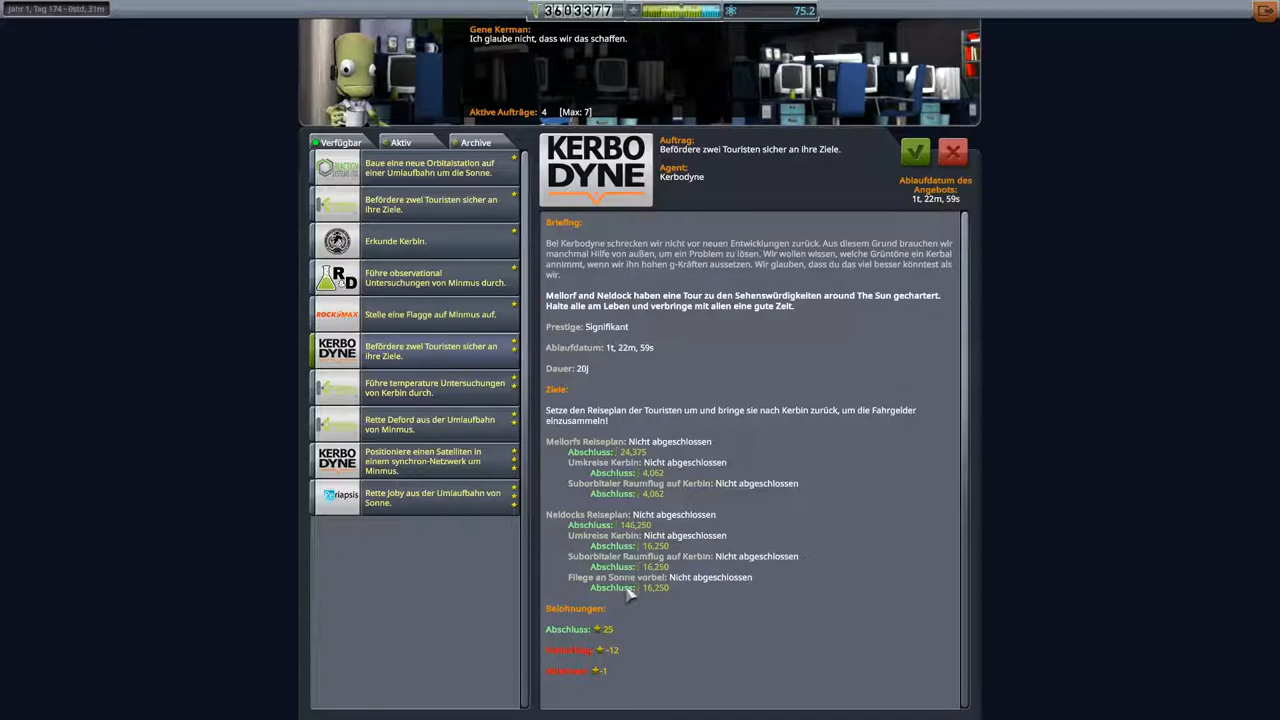 Jahr 1, Tag 174 - 0std, 31m
3603377
75.2
Gene Kerman:
Ich glaube nicht, dass wir das schaffen.
Aktive Aufträge: 4 [Max: 7]
Verfügbar
Aktiv
Archive
Baue eine neue Orbitalstation auf
einer Umlaufbahn um die Sonne.
Befördere zwei Touristen sicher an
ihre Ziele.
Erkunde Kerbin.
R&D
Führe observational
Untersuchungen von Minmus durch.
ROCKOMAX
Stelle eine Flagge auf Minmus auf.
KERBO
DYNE
Befördere zwei Touristen sicher an
ihre Ziele.
Führe temperature Untersuchungen
von Kerbin durch.
Rette Deford aus der Umlaufbahn
von Minmus.
KERBO
DYNE
Positioniere einen Satelliten in
einem synchron-Netzwerk um
Minmus.
Periapsis
Rette Joby aus der Umlaufbahn von
Sonne.
KERBO
DYNE
Auftrag:
Befördere zwei Touristen sicher an ihre Ziele.
Agent:
Kerbodyne
Ablaufdatum des
Angebots:
1t, 22m, 59s
Briefing:
Bei Kerbodyne schrecken wir nicht vor neuen Entwicklungen zurück. Aus diesem Grund brauchen wir
manchmal Hilfe von außen, um ein Problem zu lösen. Wir wollen wissen, welche Grüntöne ein Kerbal
annimmt, wenn wir ihn hohen g-Kräften aussetzen. Wir glauben, dass du das viel besser könntest als
wir.
Mellorf and Neldock haben eine Tour zu den Sehenswürdigkeiten around The Sun gechartert.
Halte alle am Leben und verbringe mit allen eine gute Zeit.
Prestige: Signifikant
Ablaufdatum: 1t, 22m, 59s
Dauer: 20j
Ziele:
Setze den Reiseplan der Touristen um und bringe sie nach Kerbin zurück, um die Fahrgelder
einzusammeln!
Mellorfs Reiseplan: Nicht abgeschlossen
Abschluss: 24,375
Umkreise Kerbin: Nicht abgeschlossen
Abschluss: 4,062
Suborbitaler Raumflug auf Kerbin: Nicht abgeschlossen
Abschluss: 4,062
Neldocks Reiseplan: Nicht abgeschlossen
Abschluss: 146,250
Umkreise Kerbin: Nicht abgeschlossen
Abschluss: 16,250
Suborbitaler Raumflug auf Kerbin: Nicht abgeschlossen
Abschluss: 16,250
Fliege an Sonne vorbei: Nicht abgeschlossen
Abschluss: 16,250
Belohnungen:
Abschluss: 25
-12
-1